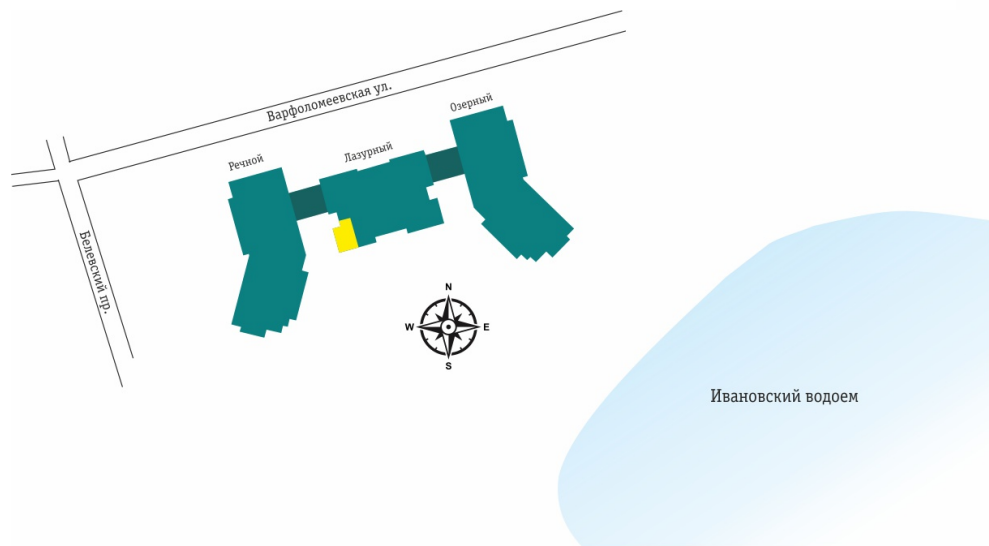 Варфоломеевская ул.
Озерный
Лазурный
Речной
Белевский пр.
N
W
E
S
Ивановский водоем